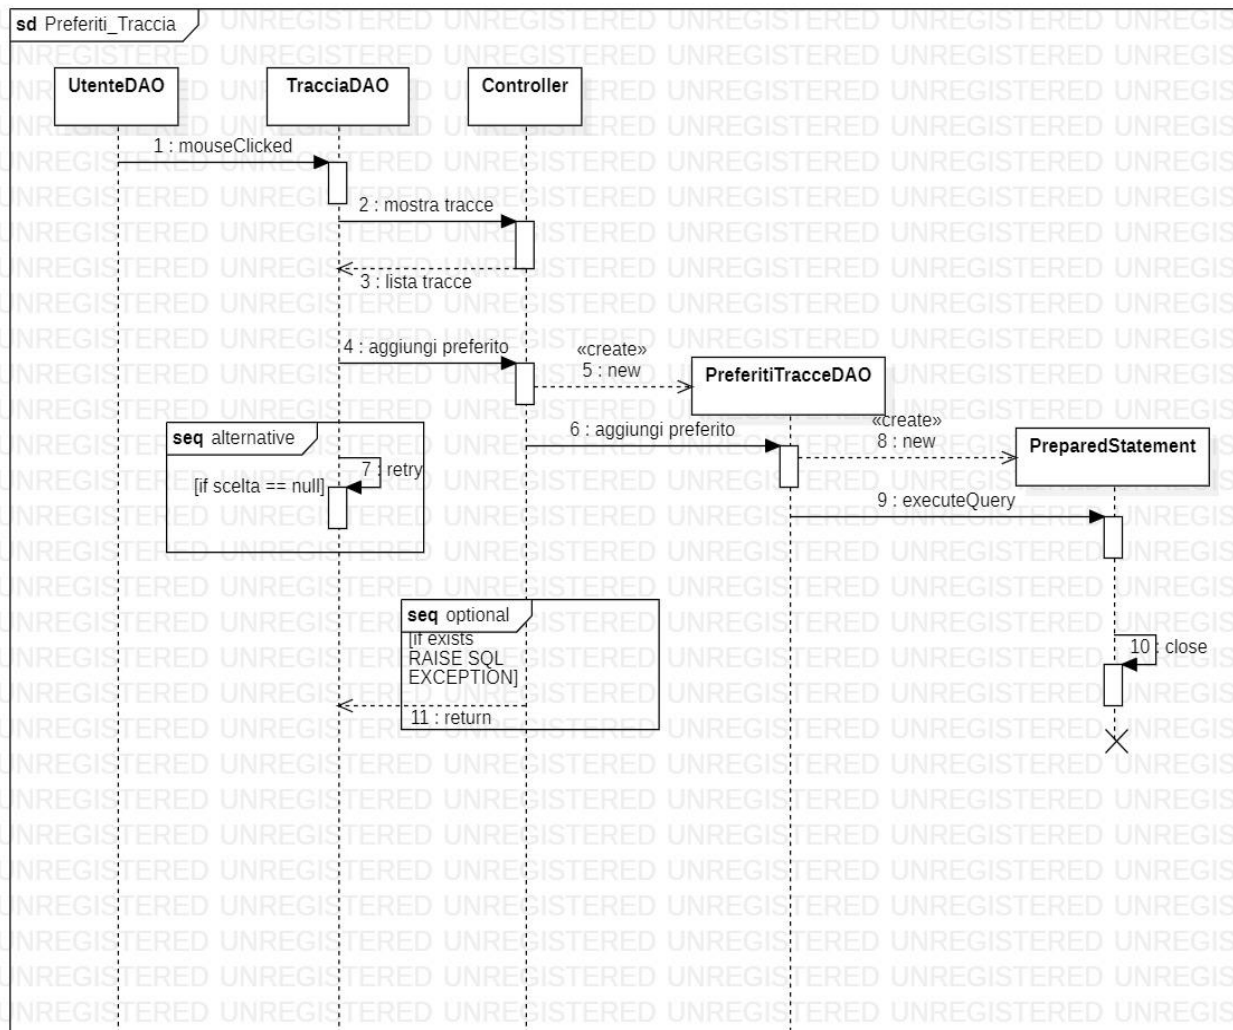 sd Preferiti_Traccia
UtenteDAO
TracciaDAO
Controller
1 : mouseClicked
2 : mostra tracce
3 : lista tracce
4 : aggiungi preferito
«create»
5 : new
PreferitiTracceDAO
6 : aggiungi preferito
«create»
8 : new
PreparedStatement
seq alternative
7 : retry
[if scelta == null]
9 : executeQuery
seq optional
[if exists
RAISE SQL
EXCEPTION]
10 : close
11 : return
UNREGISTERED